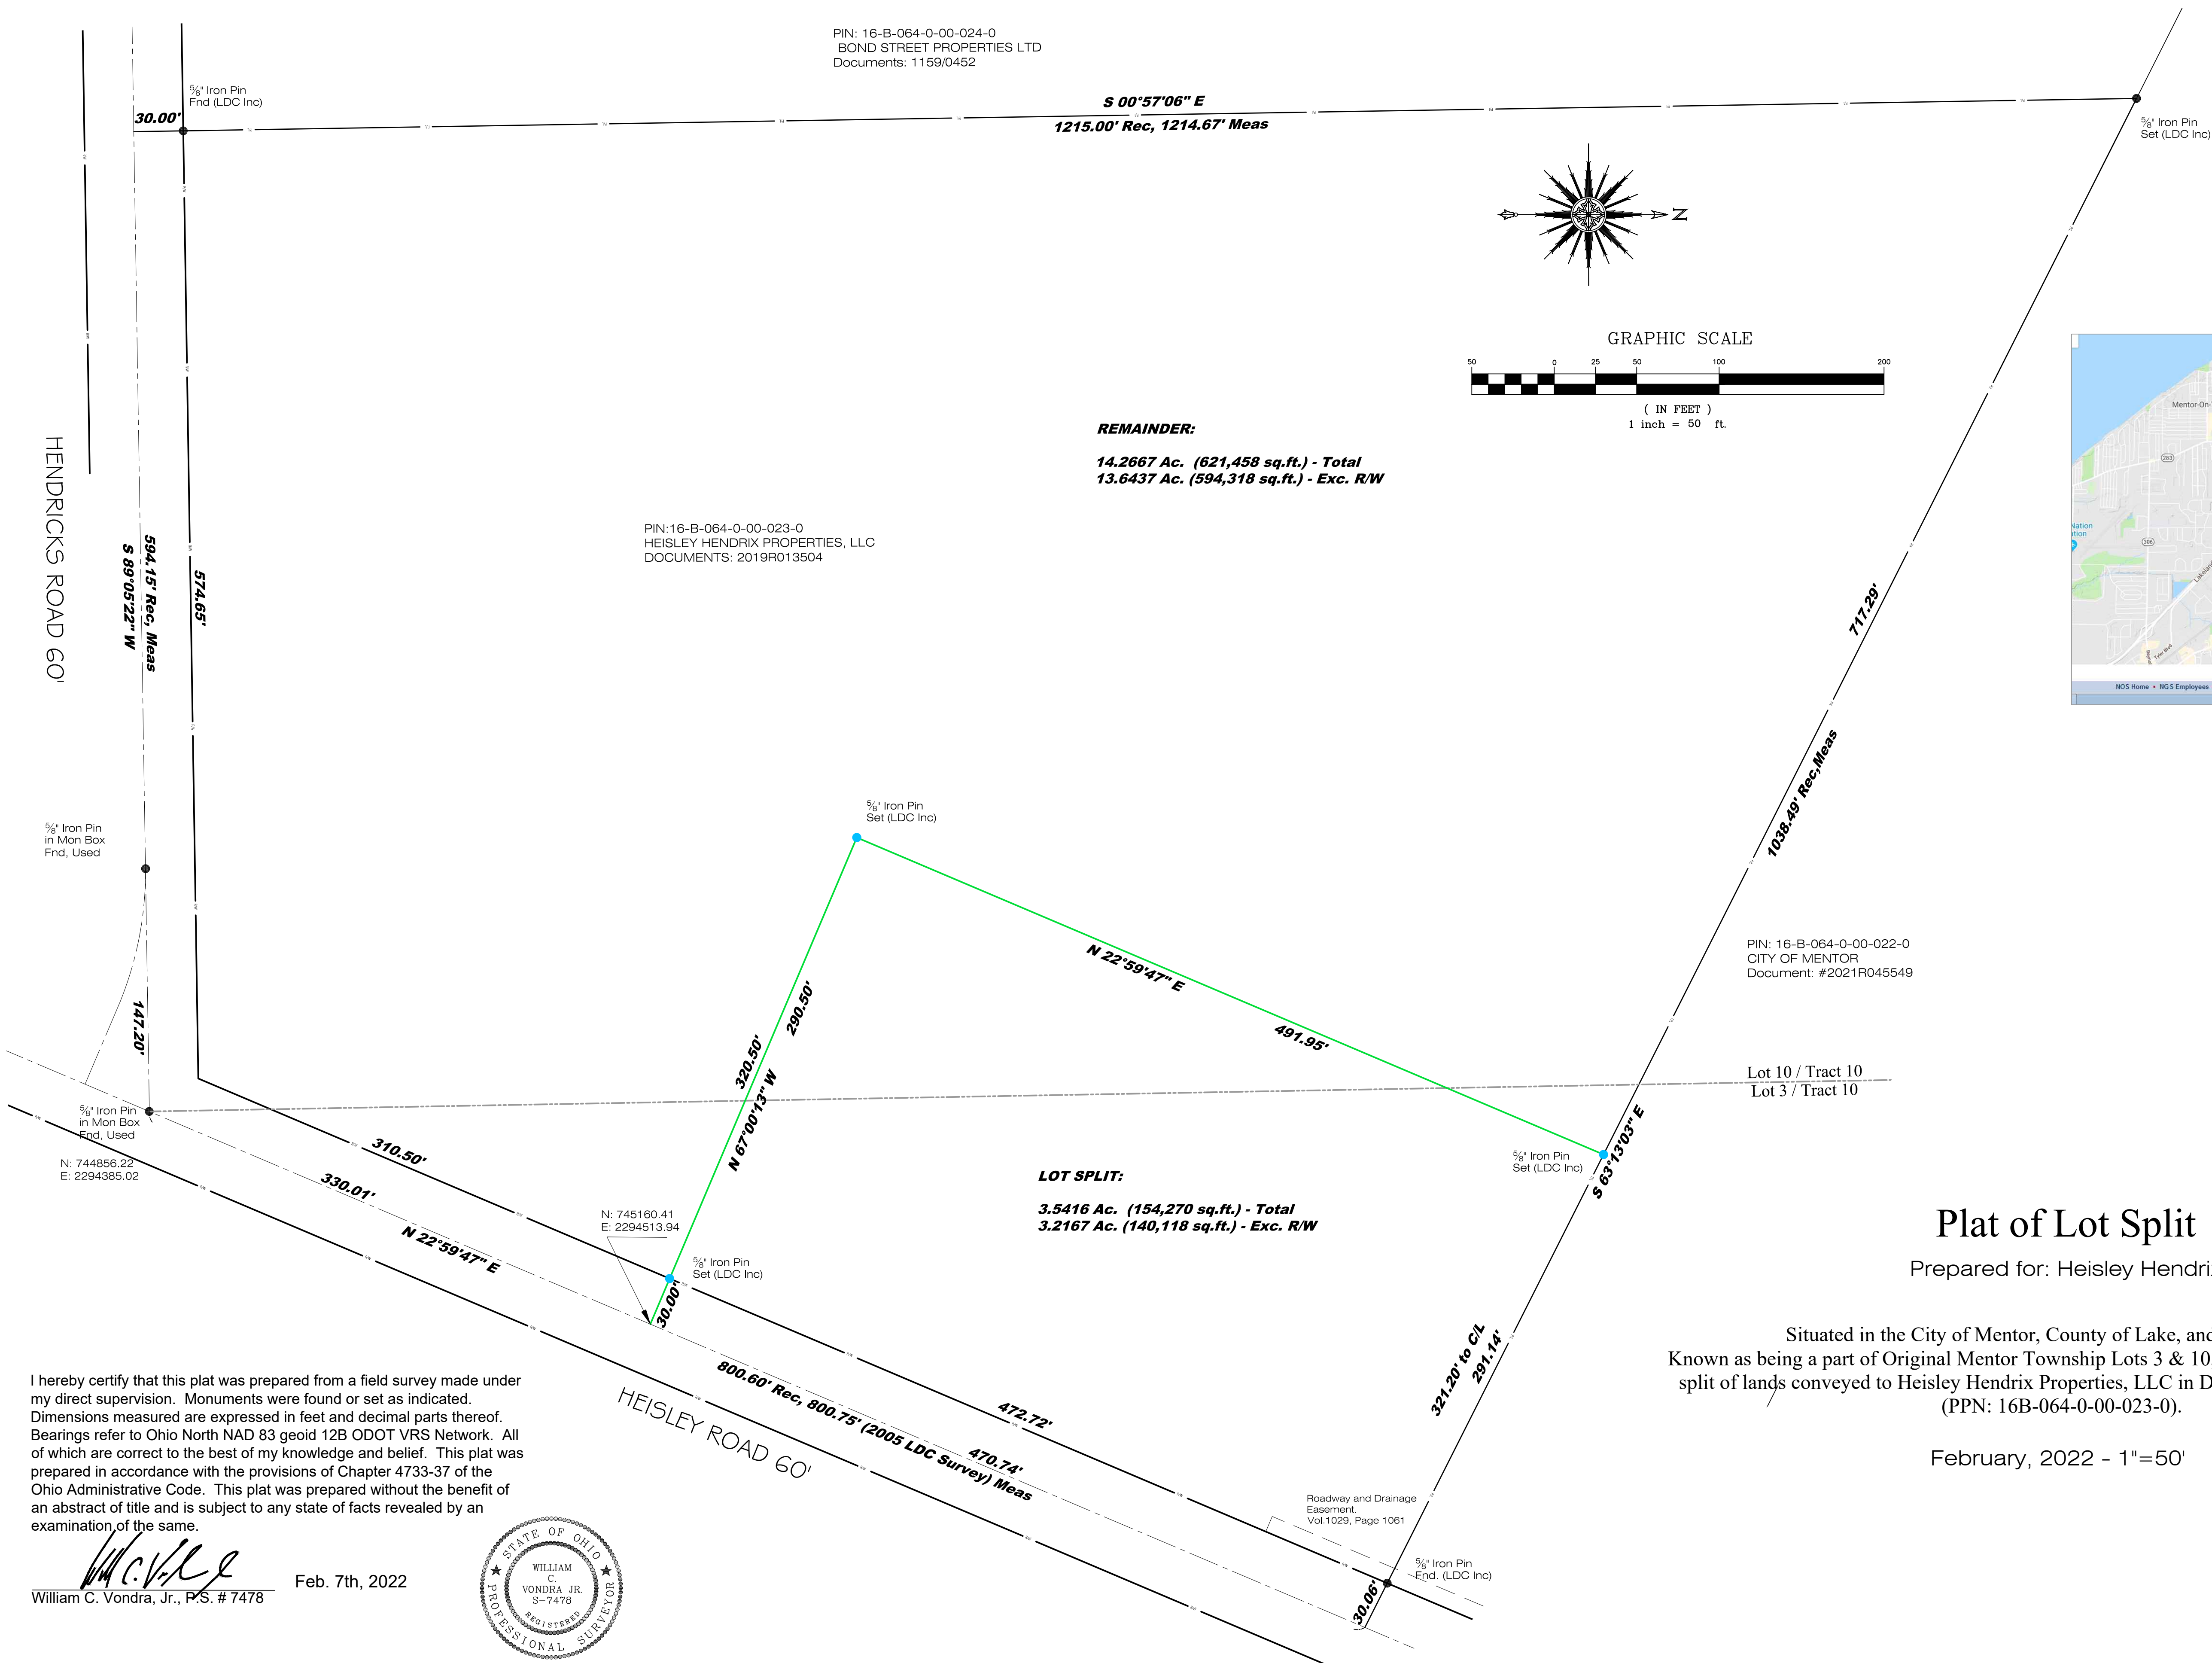 PIN: 16-B-064-0-00-024-0
BOND STREET PROPERTIES LTD
Documents: 1159/0452
5/8" Iron Pin
Fnd (LDC Inc)
30.00'
S 00°57'06" E
1215.00' Rec, 1214.67' Meas
5/8" Iron Pin
Set (LDC Inc)
N
GRAPHIC SCALE
50 0 25 50 100 200
( IN FEET )
1 inch = 50 ft.
REMAINDER:
14.2667 Ac. (621,458 sq.ft.) - Total
13.6437 Ac. (594,318 sq.ft.) - Exc. R/W
PIN:16-B-064-0-00-023-0
HEISLEY HENDRIX PROPERTIES, LLC
DOCUMENTS: 2019R013504
HENDRICKS ROAD 60'
594.15' Rec, Meas
S 89°05'22" W
574.65'
717.29'
1038.49' Rec,Meas
Mentor-On-
283
306
Nation
tion
Lakeland
Tyler Blvd
NOS Home • NGS Employees
5/8" Iron Pin
in Mon Box
Fnd, Used
147.20'
5/8" Iron Pin
Set (LDC Inc)
N 22°59'47" E
491.95'
290.50'
320.50'
N 67°00'13" W
PIN: 16-B-064-0-00-022-0
CITY OF MENTOR
Document: #2021R045549
Lot 10 / Tract 10
Lot 3 / Tract 10
5/8" Iron Pin
in Mon Box
Fnd, Used
N: 744856.22
E: 2294385.02
310.50'
330.01'
N 22°59'47" E
N: 745160.41
E: 2294513.94
5/8" Iron Pin
Set (LDC Inc)
30.00'
LOT SPLIT:
3.5416 Ac. (154,270 sq.ft.) - Total
3.2167 Ac. (140,118 sq.ft.) - Exc. R/W
5/8" Iron Pin
Set (LDC Inc)
S 63°13'03" E
321.20' to C/L
291.14'
800.60' Rec, 800.75' (2005 LDC Survey) Meas
472.72'
470.74'
HEISLEY ROAD 60'
Roadway and Drainage
Easement.
Vol.1029, Page 1061
5/8" Iron Pin
Fnd. (LDC Inc)
30.06'
Plat of Lot Split
Prepared for: Heisley Hendri
Situated in the City of Mentor, County of Lake, and
Known as being a part of Original Mentor Township Lots 3 & 10
split of lands conveyed to Heisley Hendrix Properties, LLC in D
(PPN: 16B-064-0-00-023-0).
February, 2022 - 1"=50'
I hereby certify that this plat was prepared from a field survey made under
my direct supervision. Monuments were found or set as indicated.
Dimensions measured are expressed in feet and decimal parts thereof.
Bearings refer to Ohio North NAD 83 geoid 12B ODOT VRS Network. All
of which are correct to the best of my knowledge and belief. This plat was
prepared in accordance with the provisions of Chapter 4733-37 of the
Ohio Administrative Code. This plat was prepared without the benefit of
an abstract of title and is subject to any state of facts revealed by an
examination of the same.
William C. Vondra, Jr., P.S. # 7478
Feb. 7th, 2022
STATE OF OHIO
WILLIAM
C.
VONDRA JR.
S-7478
REGISTERED
PROFESSIONAL SURVEYOR